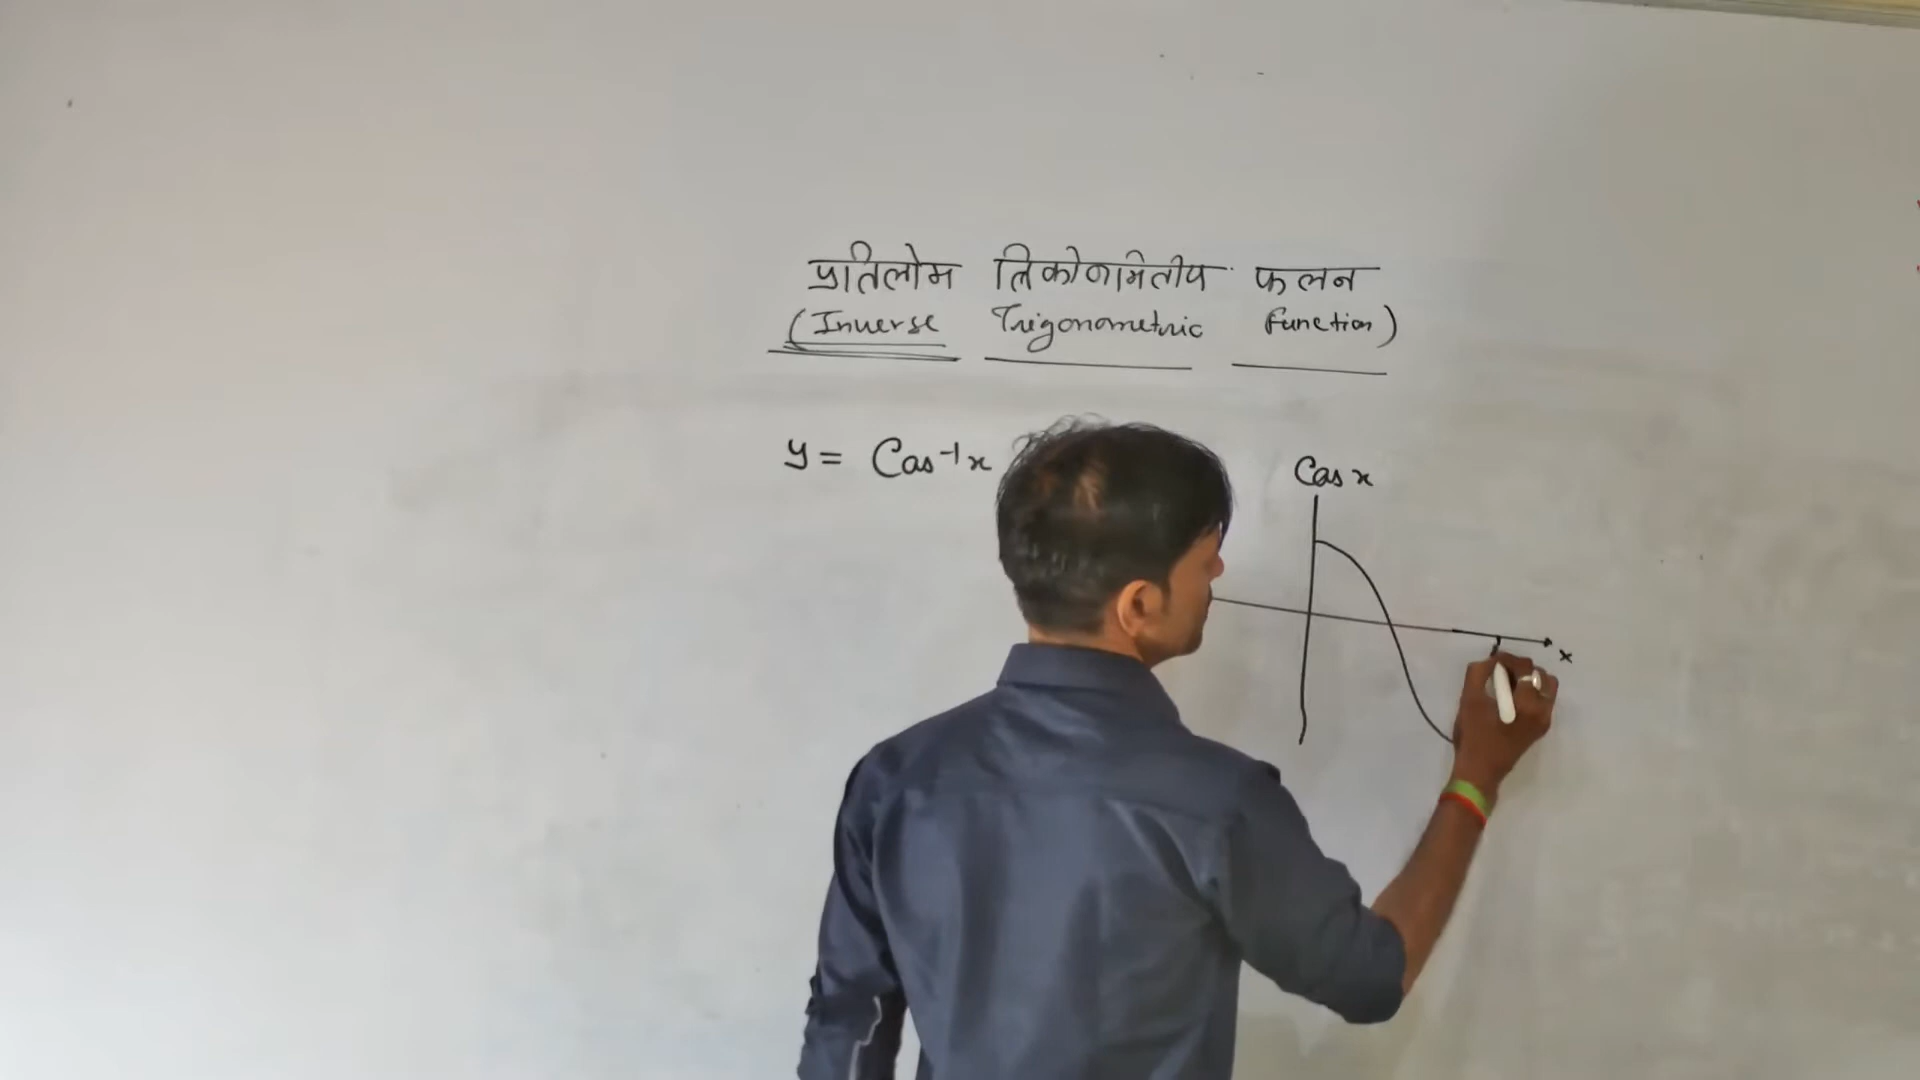 प्रतिलोम त्रिकोणमितीय फलन
(Inverse Trigonometric Function)
y = Cos⁻¹x
Cos x
x